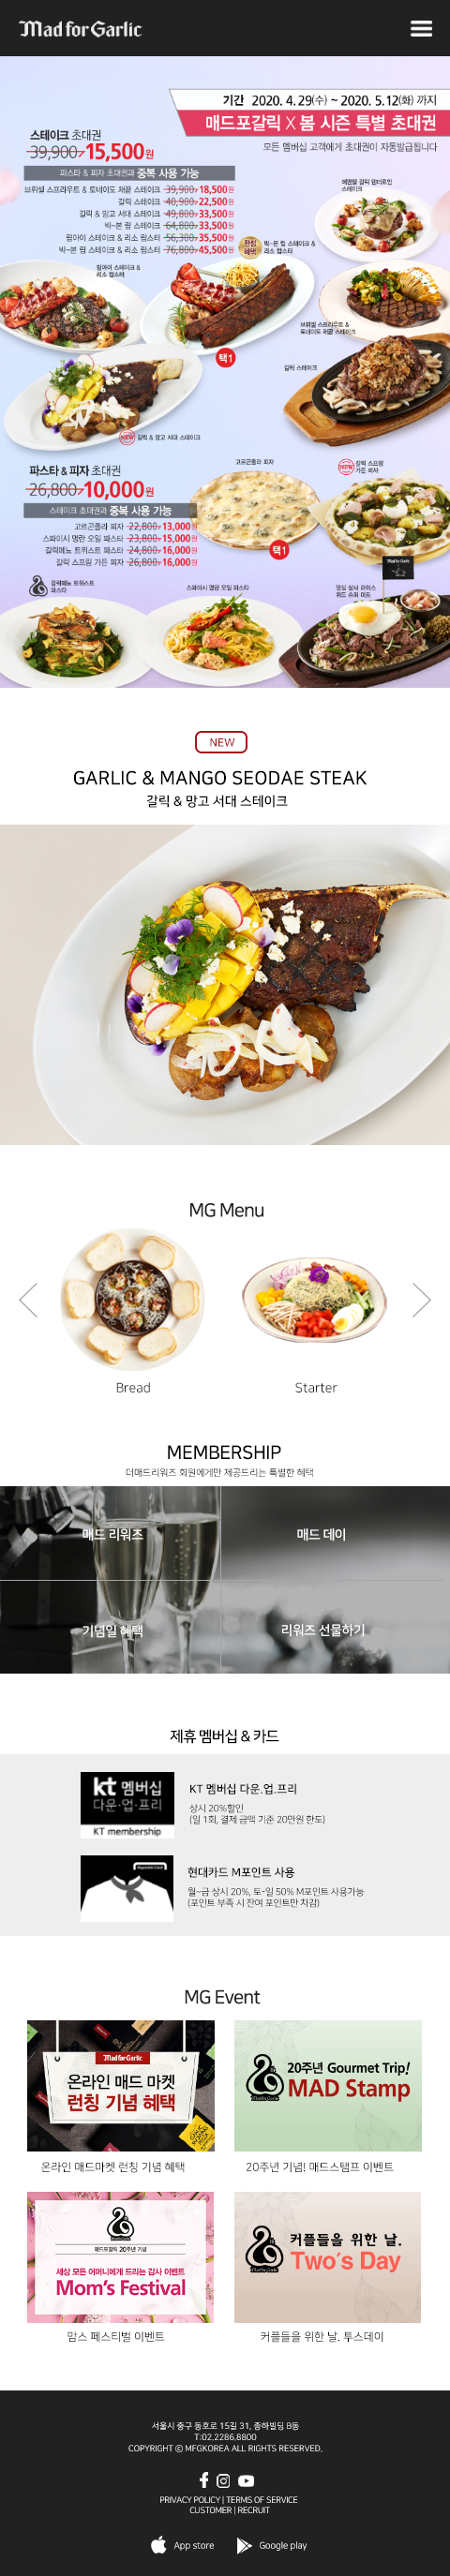 Mad for Garlic
기간 2020. 4.29(수) ~ 2020. 5.12(화) 까지
매드포갈릭 X 봄 시즌 특별 초대권
모든 멤버십 고객에게 초대권이 자동발급됩니다
스테이크 초대권
39,900 15,500원
파스타 & 피자 초대권과 중복 사용 가능
브뤼셀 스프라우트 & 토네이도 채끝 스테이크 39,900 18,500원
갈릭 스테이크 40,900 22,500원
갈릭 & 망고 서대 스테이크 49,800 33,500원
빅-본 립 스테이크 64,800 33,500원
립아이 스테이크 & 리소 랍스터 56,300 35,500원
빅-본 립 스테이크 & 리소 랍스터 76,800 45,500원
빅-본 립 스테이크 &
리소 랍스터
에멘탈 갈릭 텐더로인
스테이크
립아이 스테이크 &
리소 랍스터
브뤼셀 스프라우트 &
토네이도 채끝 스테이크
택1
갈릭 스테이크
NEW 갈릭 & 망고 서대 스테이크
파스타 & 피자 초대권
26,800 10,000원
스테이크 초대권과 중복 사용 가능
고르곤졸라 피자 22,800 13,000원
스파이시 명란 오일 파스타 23,800 15,000원
갈릭페뇨 트위스트 파스타 24,800 16,000원
갈릭 스프링 가든 피자 26,800 16,000원
고르곤졸라 피자
NEW 갈릭 스프링
가든 피자
택1
갈릭페뇨 트위스트
파스타
스파이시 명란 오일 파스타
NEW
GARLIC & MANGO SEODAE STEAK
갈릭 & 망고 서대 스테이크
MG Menu
Bread
Starter
MEMBERSHIP
더매드리워즈 회원에게만 제공드리는 특별한 혜택
매드 리워즈
매드 데이
기념일 혜택
리워즈 선물하기
제휴 멤버십 & 카드
kt 멤버십
다운·업·프리
KT membership
KT 멤버십 다운.업.프리
상시 20%할인
(일 1회, 결제 금액 기준 20만원 한도)
현대카드 M포인트 사용
월~금 상시 20%, 토~일 50% M포인트 사용가능
(포인트 부족 시 잔여 포인트만 차감)
MG Event
Mad for Garlic
온라인 매드 마켓
런칭 기념 혜택
20주년 Gourmet Trip!
MAD Stamp
온라인 매드마켓 런칭 기념 혜택
20주년 기념! 매드스탬프 이벤트
매드포갈릭 20주년 기념
세상 모든 어머니에게 드리는 감사 이벤트
Mom's Festival
커플들을 위한 날.
Two's Day
맘스 페스티벌 이벤트
커플들을 위한 날. 투스데이
서울시 중구 동호로 15길 31, 종하빌딩 B동
T:02.2286.8800
COPYRIGHT ⓒ MFGKOREA ALL RIGHTS RESERVED.
PRIVACY POLICY | TERMS OF SERVICE
CUSTOMER | RECRUIT
App store
Google play